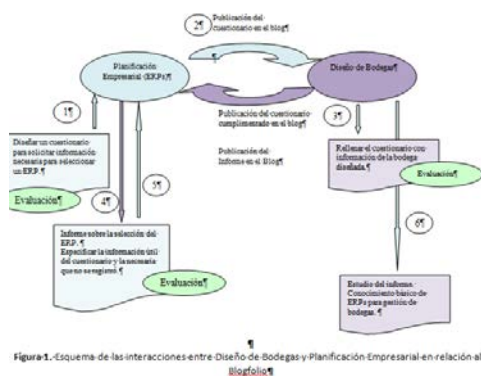 2¶
Publicación del
cuestionario en el blog
¶
Planificación
Empresarial (ERPs)¶
Diseño de Bodegas¶
1¶
Publicación del cuestionario
cumplimentado en el blog
3¶
Publicación del
Informe en el Blog
Diseñar un cuestionario
para solicitar información
necesaria para seleccionar
un ERP. ¶
Evaluación¶
4¶
5¶
Rellenar el cuestionario con
información de la bodega
diseñada. ¶
Evaluación¶
6¶
Informe sobre la selección del
ERP. ¶
Especificar la información útil
del cuestionario y la necesaria
que no se registró. ¶
Evaluación¶
Estudio del informe.
Conocimiento básico de
ERPs para gestión de
bodegas. ¶
¶
Figura·1.·Esquema·de·las·interacciones·entre·Diseño·de·Bodegas·y·Planificación·Empresarial·en·relación·al·
Blogfolio¶